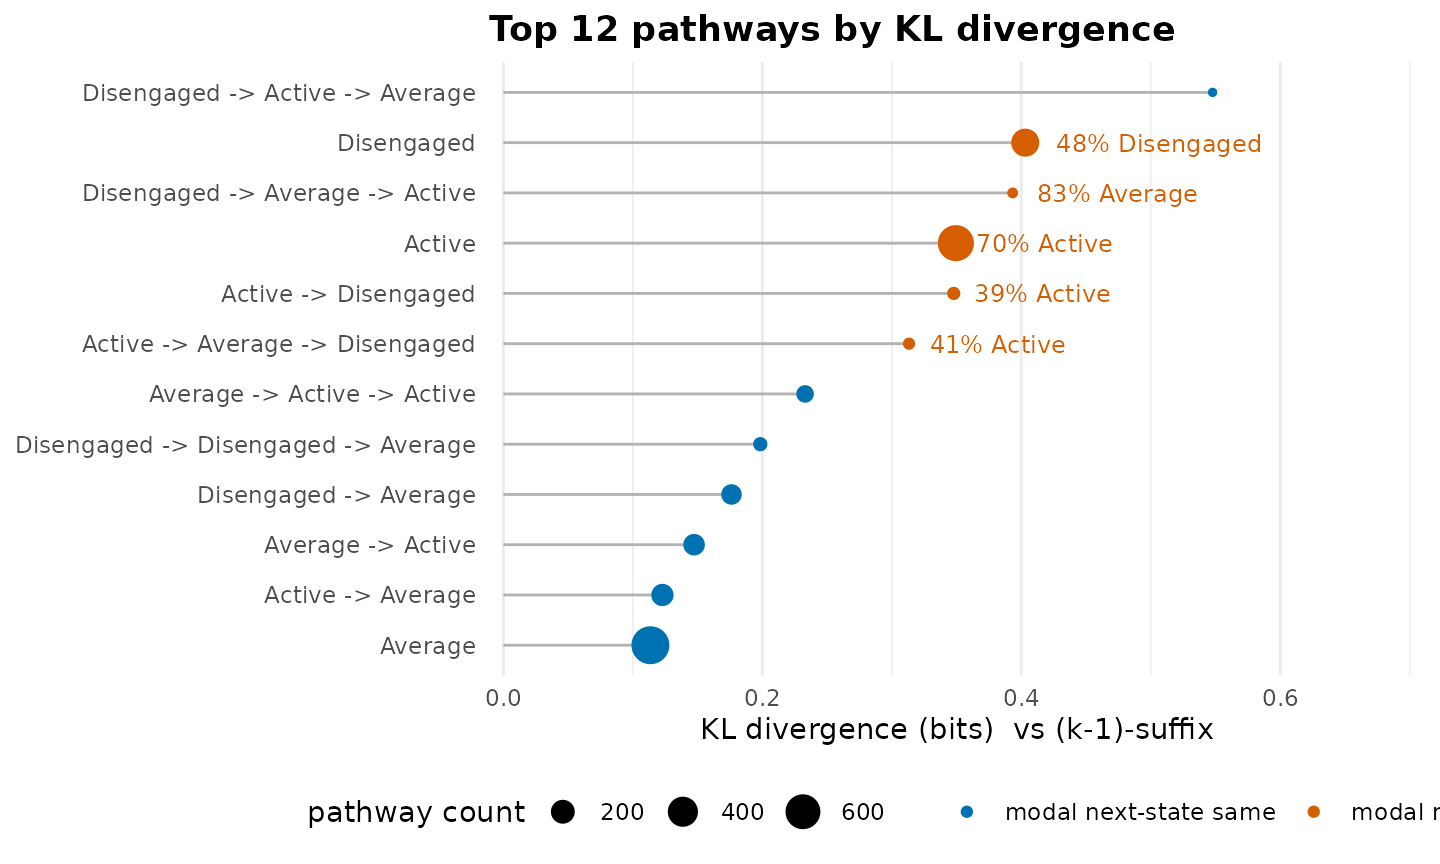 Top 12 pathways by KL divergence
Disengaged -> Active -> Average
Disengaged
48% Disengaged
Disengaged -> Average -> Active
83% Average
Active
70% Active
Active -> Disengaged
39% Active
Active -> Average -> Disengaged
41% Active
Average -> Active -> Active
Disengaged -> Disengaged -> Average
Disengaged -> Average
Average -> Active
Active -> Average
Average
0.0 0.2 0.4 0.6
KL divergence (bits)  vs (k-1)-suffix
pathway count 200 400 600 modal next-state same modal